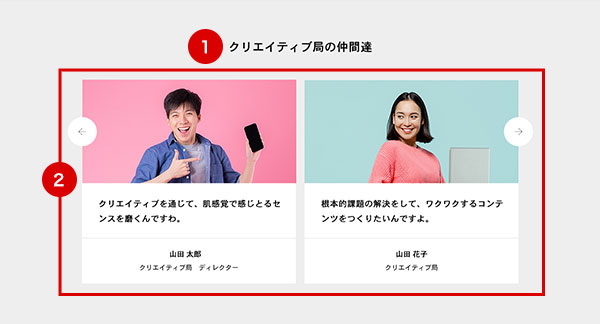 1 クリエイティブ局の仲間達
2
クリエイティブを通じて、肌感覚で感じとるセ
ンスを磨くんですわ。
山田 太郎
クリエイティブ局　ディレクター
根本的課題の解決をして、ワクワクするコンテ
ンツをつくりたいんですよ。
山田 花子
クリエイティブ局